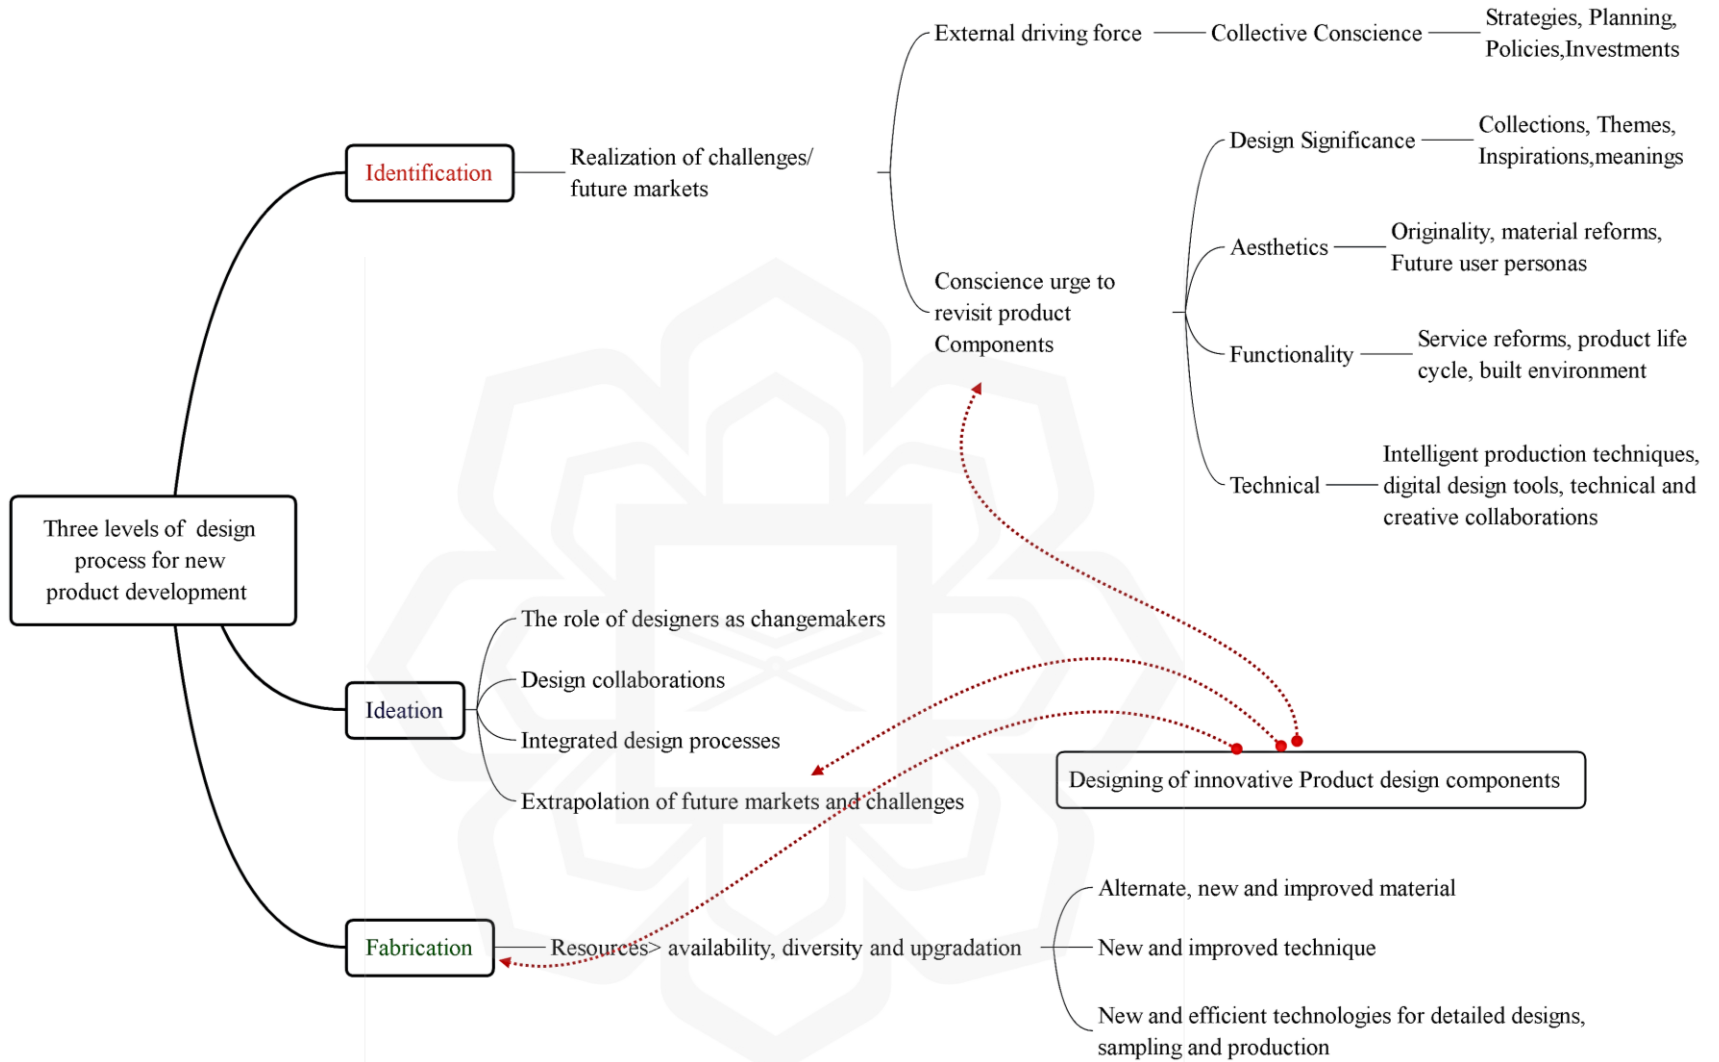 Three levels of design
process for new
product development
Identification
Realization of challenges/
future markets
External driving force
Collective Conscience
Strategies, Planning,
Policies,Investments
Conscience urge to
revisit product
Components
Design Significance
Collections, Themes,
Inspirations,meanings
Aesthetics
Originality, material reforms,
Future user personas
Functionality
Service reforms, product life
cycle, built environment
Technical
Intelligent production techniques,
digital design tools, technical and
creative collaborations
Ideation
The role of designers as changemakers
Design collaborations
Integrated design processes
Extrapolation of future markets and challenges
Designing of innovative Product design components
Fabrication
Resources> availability, diversity and upgradation
Alternate, new and improved material
New and improved technique
New and efficient technologies for detailed designs,
sampling and production